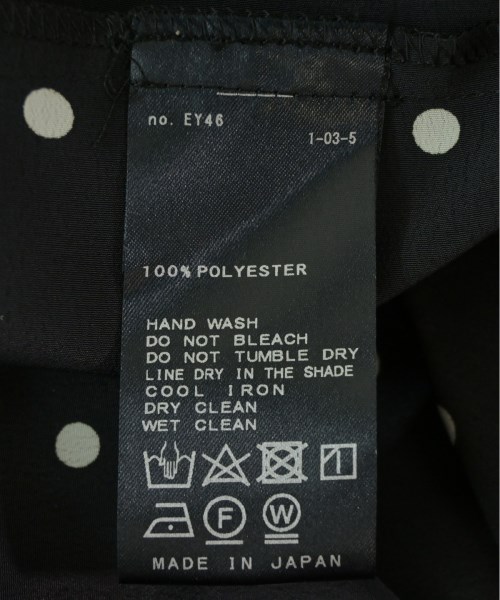 no. EY46
1-03-5
100% POLYESTER
HAND WASH
DO NOT BLEACH
DO NOT TUMBLE DRY
LINE DRY IN THE SHADE
COOL IRON
DRY CLEAN
WET CLEAN
F W
MADE IN JAPAN